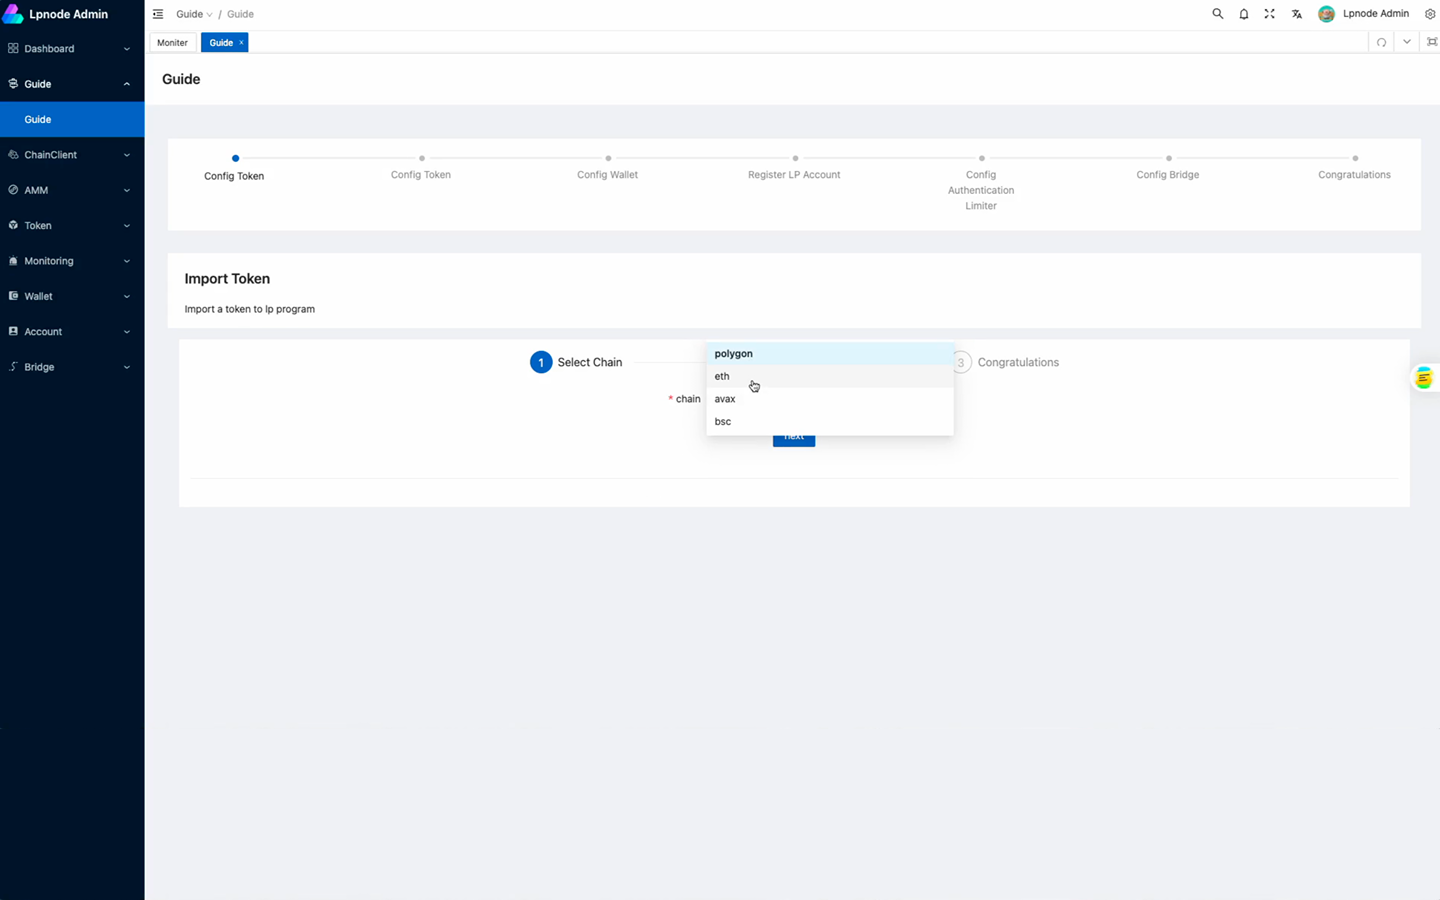 Lpnode Admin
Guide / Guide
Lpnode Admin
Moniter
Guide ×
Dashboard
Guide
Guide
ChainClient
AMM
Token
Monitoring
Wallet
Account
Bridge
Guide
Config Token
Config Token
Config Wallet
Register LP Account
Config
Authentication
Limiter
Config Bridge
Congratulations
Import Token
Import a token to lp program
1 Select Chain
3 Congratulations
* chain
polygon
eth
avax
bsc
next